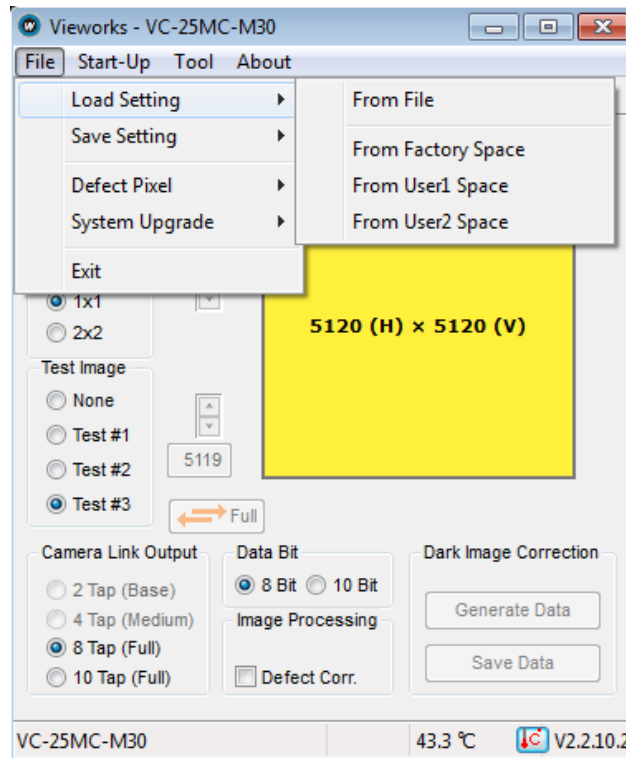 Vieworks - VC-25MC-M30
File Start-Up Tool About
Load Setting From File
Save Setting From Factory Space
Defect Pixel From User1 Space
System Upgrade From User2 Space
Exit
1x1
2x2
5120 (H) × 5120 (V)
Test Image
None
Test #1
Test #2 5119
Test #3 Full
Camera Link Output Data Bit Dark Image Correction
2 Tap (Base) 8 Bit 10 Bit
4 Tap (Medium) Image Processing Generate Data
8 Tap (Full)
10 Tap (Full) Defect Corr. Save Data
VC-25MC-M30 43.3 ℃ C V2.2.10.2